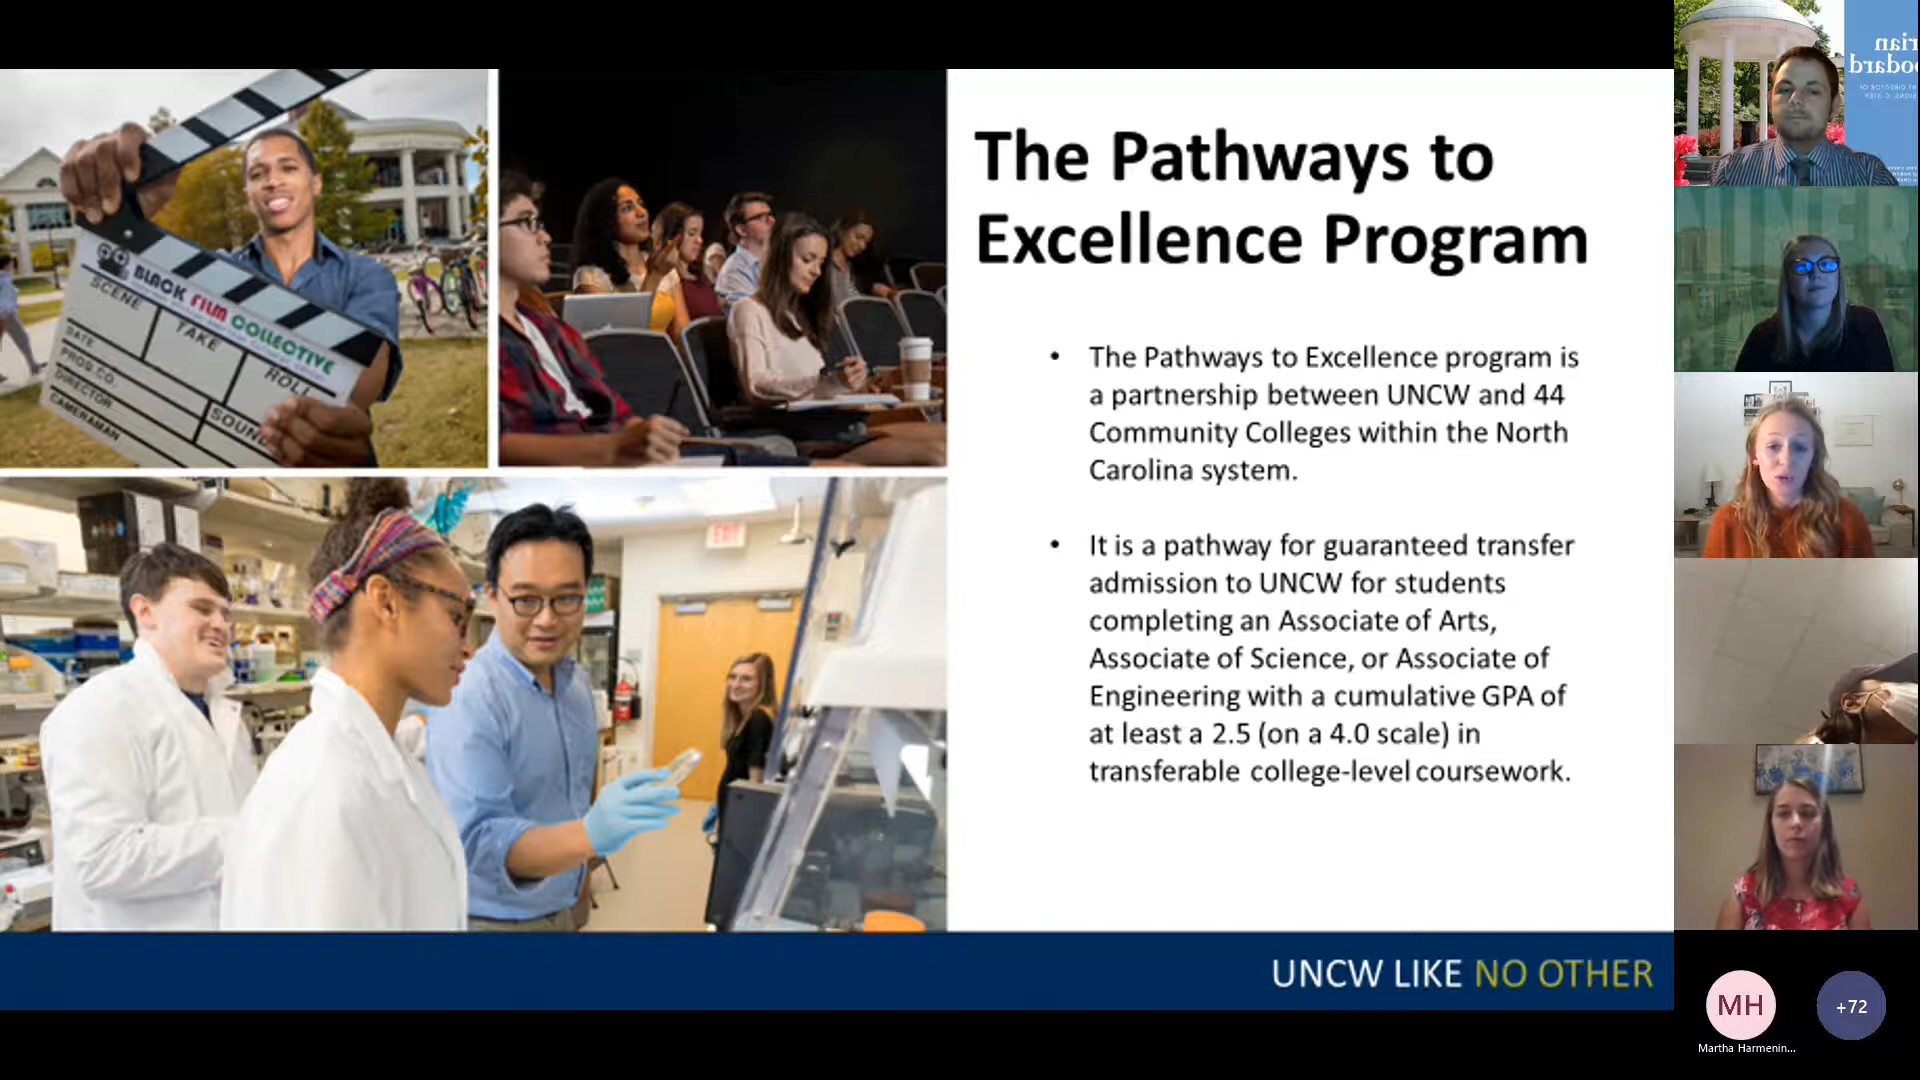 The Pathways to
Excellence Program
• The Pathways to Excellence program is
a partnership between UNCW and 44
Community Colleges within the North
Carolina system.
• It is a pathway for guaranteed transfer
admission to UNCW for students
completing an Associate of Arts,
Associate of Science, or Associate of
Engineering with a cumulative GPA of
at least a 2.5 (on a 4.0 scale) in
transferable college-level coursework.
UNCW LIKE NO OTHER
BLACK FILM COLLECTIVE
SCENE
TAKE
ROLL
DATE
PROD.CO.
DIRECTOR
CAMERAMAN
SOUND
EXIT
rian
odard
MH
+72
Martha Harmenin...